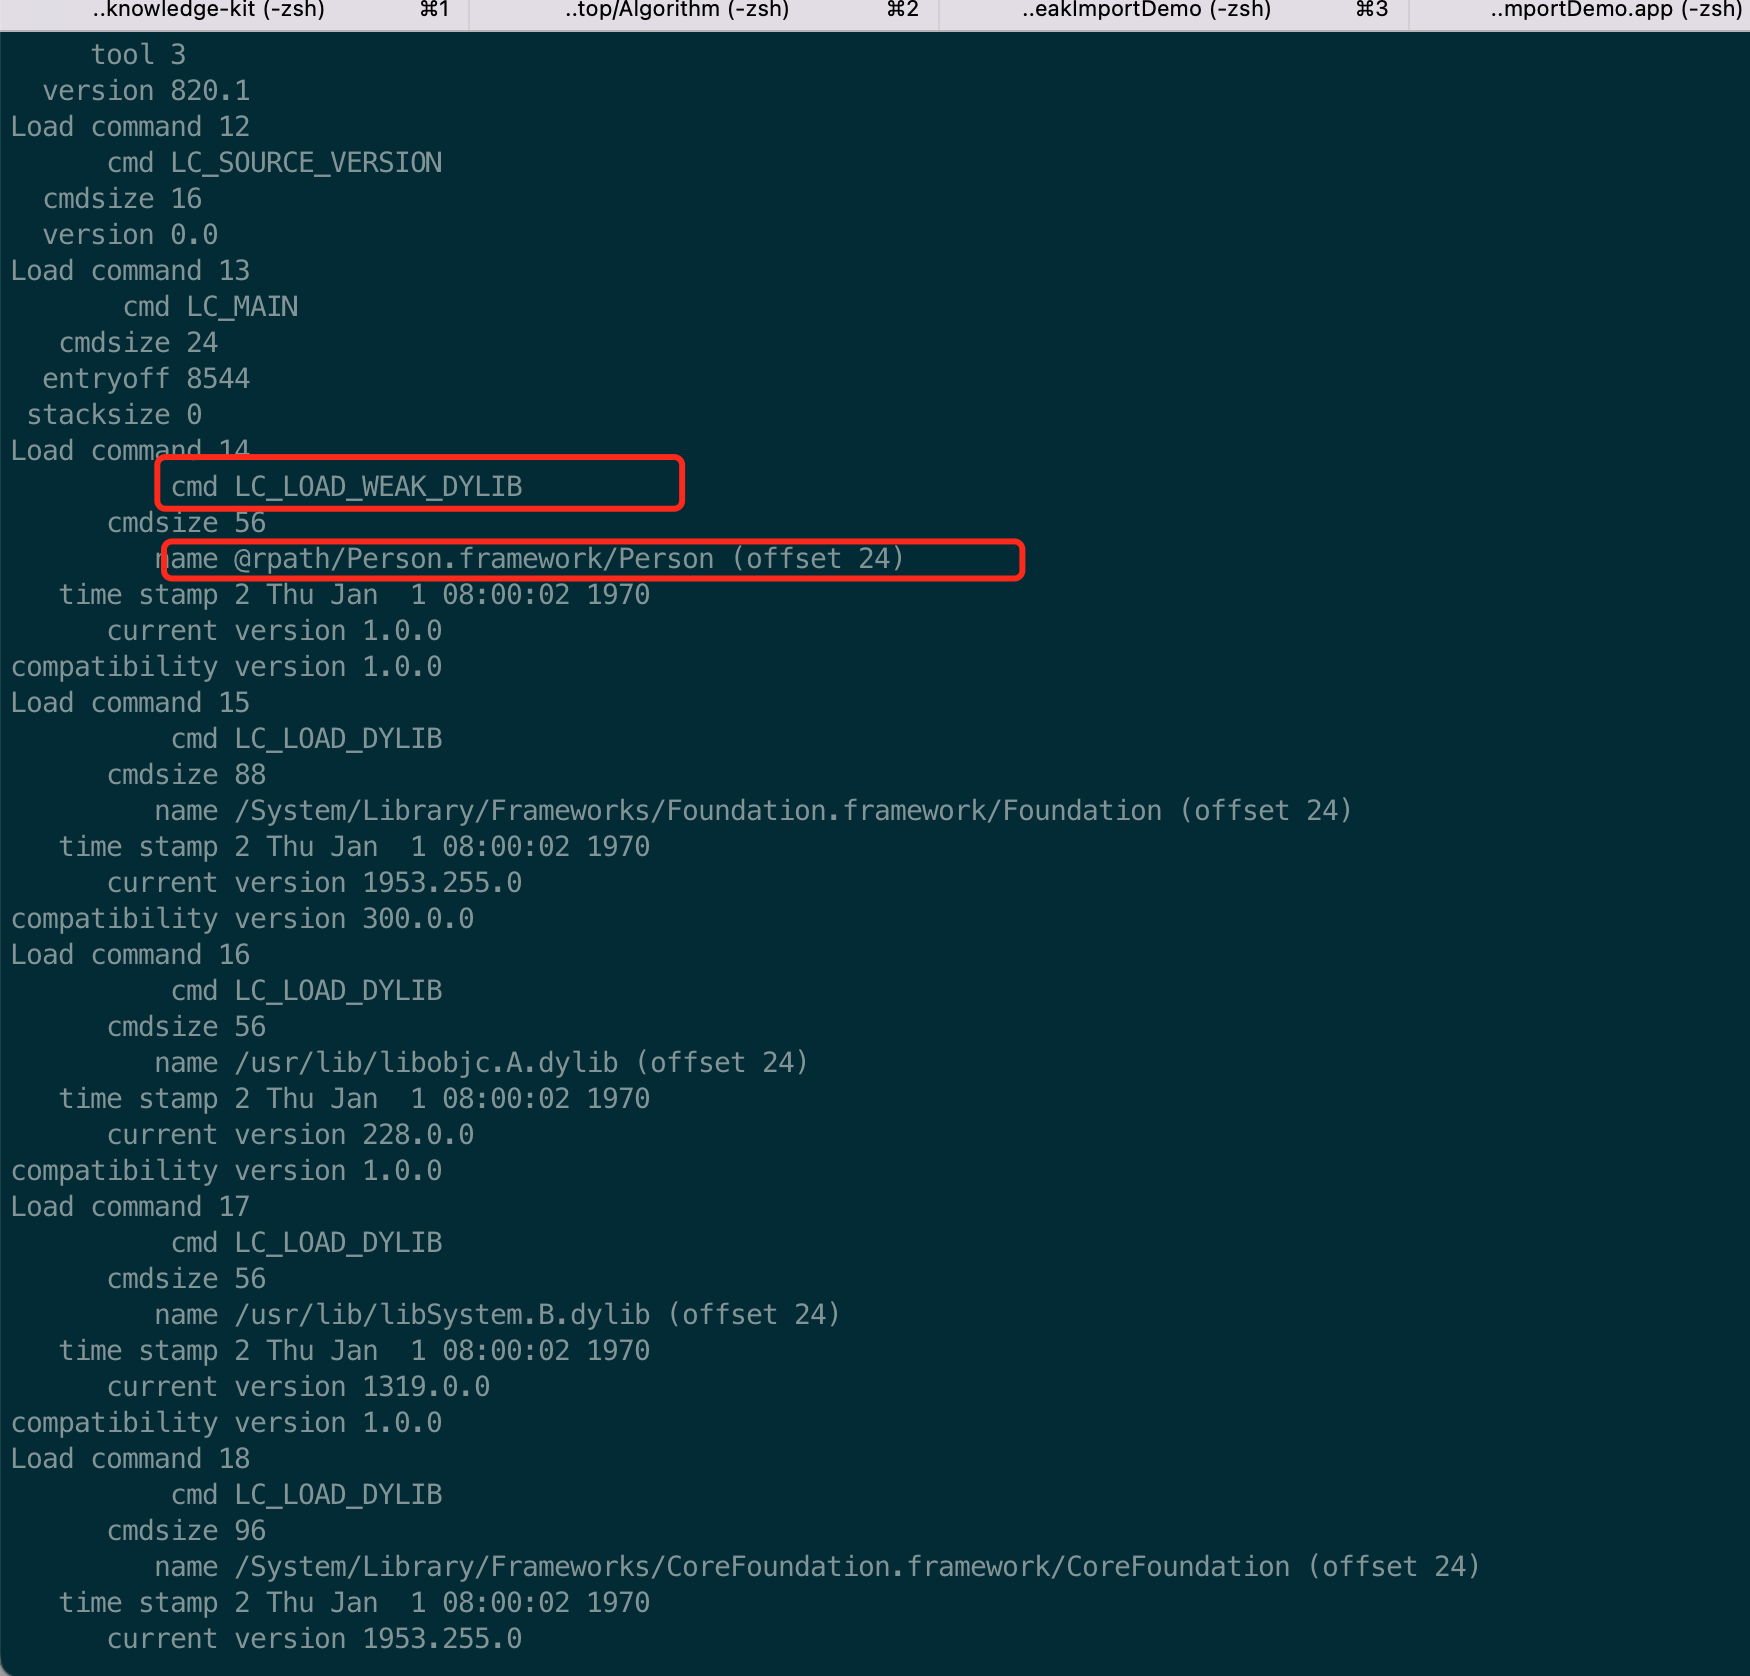 ..knowledge-kit (-zsh) ⌘1 ..top/Algorithm (-zsh) ⌘2 ..eakImportDemo (-zsh) ⌘3 ..mportDemo.app (-zsh)
tool 3
version 820.1
Load command 12
cmd LC_SOURCE_VERSION
cmdsize 16
version 0.0
Load command 13
cmd LC_MAIN
cmdsize 24
entryoff 8544
stacksize 0
Load command 14
cmd LC_LOAD_WEAK_DYLIB
cmdsize 56
name @rpath/Person.framework/Person (offset 24)
time stamp 2 Thu Jan  1 08:00:02 1970
current version 1.0.0
compatibility version 1.0.0
Load command 15
cmd LC_LOAD_DYLIB
cmdsize 88
name /System/Library/Frameworks/Foundation.framework/Foundation (offset 24)
time stamp 2 Thu Jan  1 08:00:02 1970
current version 1953.255.0
compatibility version 300.0.0
Load command 16
cmd LC_LOAD_DYLIB
cmdsize 56
name /usr/lib/libobjc.A.dylib (offset 24)
time stamp 2 Thu Jan  1 08:00:02 1970
current version 228.0.0
compatibility version 1.0.0
Load command 17
cmd LC_LOAD_DYLIB
cmdsize 56
name /usr/lib/libSystem.B.dylib (offset 24)
time stamp 2 Thu Jan  1 08:00:02 1970
current version 1319.0.0
compatibility version 1.0.0
Load command 18
cmd LC_LOAD_DYLIB
cmdsize 96
name /System/Library/Frameworks/CoreFoundation.framework/CoreFoundation (offset 24)
time stamp 2 Thu Jan  1 08:00:02 1970
current version 1953.255.0